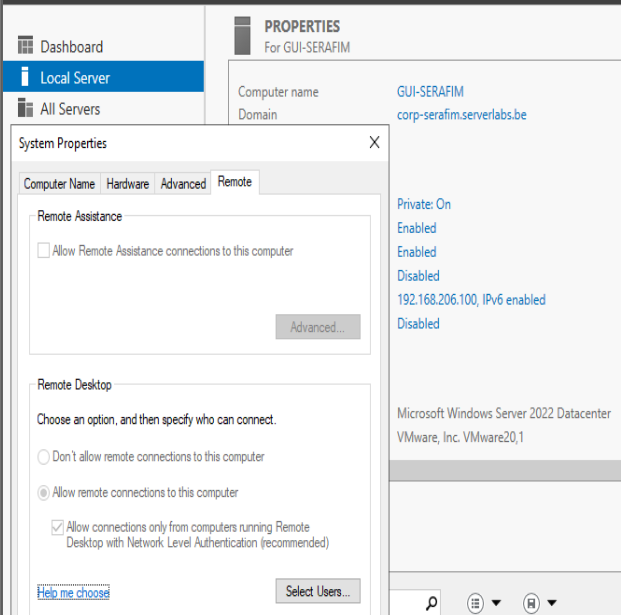 PROPERTIES
For GUI-SERAFIM
Dashboard
Local Server
All Servers
Computer name GUI-SERAFIM
Domain corp-serafim.serverlabs.be
System Properties X
Computer Name Hardware Advanced Remote
Remote Assistance
Allow Remote Assistance connections to this computer
Advanced...
Remote Desktop
Choose an option, and then specify who can connect.
Don't allow remote connections to this computer
Allow remote connections to this computer
Allow connections only from computers running Remote
Desktop with Network Level Authentication (recommended)
Help me choose
Select Users...
Private: On
Enabled
Enabled
Disabled
192.168.206.100, IPv6 enabled
Disabled
Microsoft Windows Server 2022 Datacenter
VMware, Inc. VMware20,1